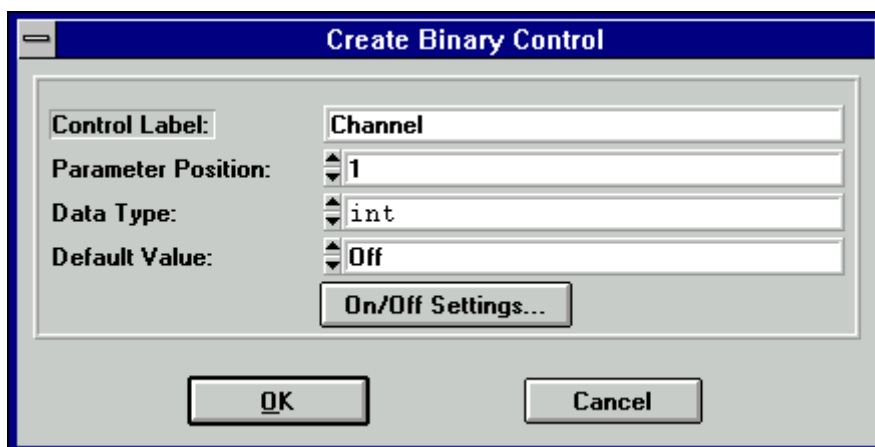 Create Binary Control
Control Label: Channel
Parameter Position: 1
Data Type: int
Default Value: Off
On/Off Settings...
OK Cancel